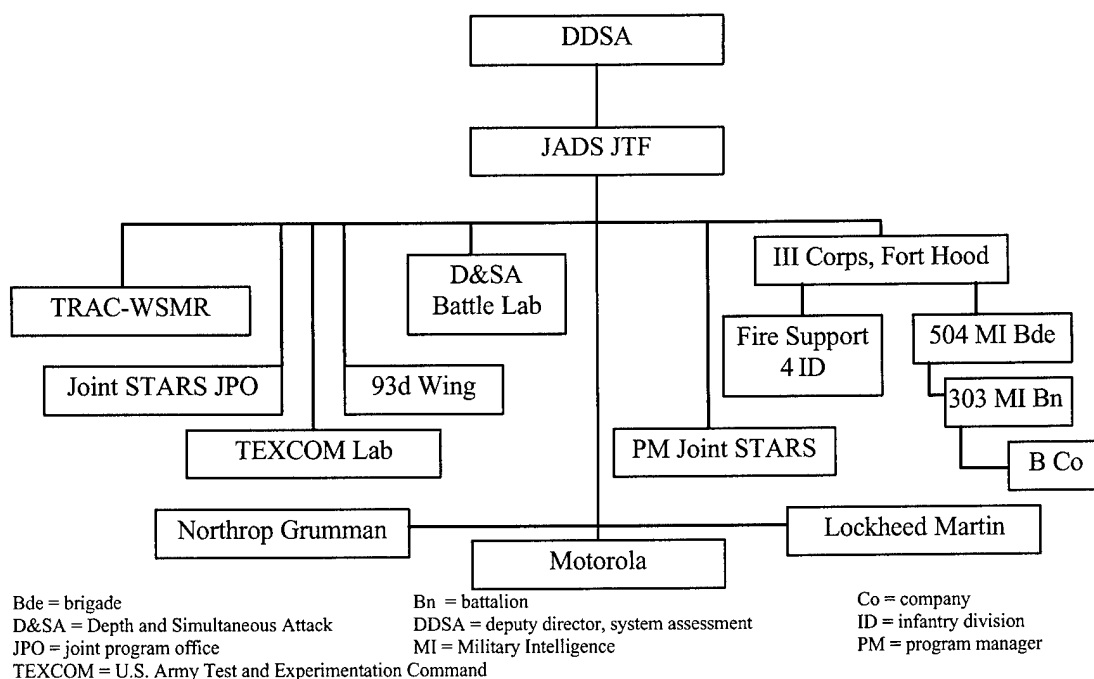 DDSA
JADS JTF
III Corps, Fort Hood
TRAC-WSMR
D&SA
Battle Lab
Fire Support
4 ID
504 MI Bde
Joint STARS JPO
93d Wing
303 MI Bn
TEXCOM Lab
PM Joint STARS
B Co
Northrop Grumman
Lockheed Martin
Motorola
Bde = brigade
Bn = battalion
Co = company
D&SA = Depth and Simultaneous Attack
DDSA = deputy director, system assessment
ID = infantry division
JPO = joint program office
MI = Military Intelligence
PM = program manager
TEXCOM = U.S. Army Test and Experimentation Command